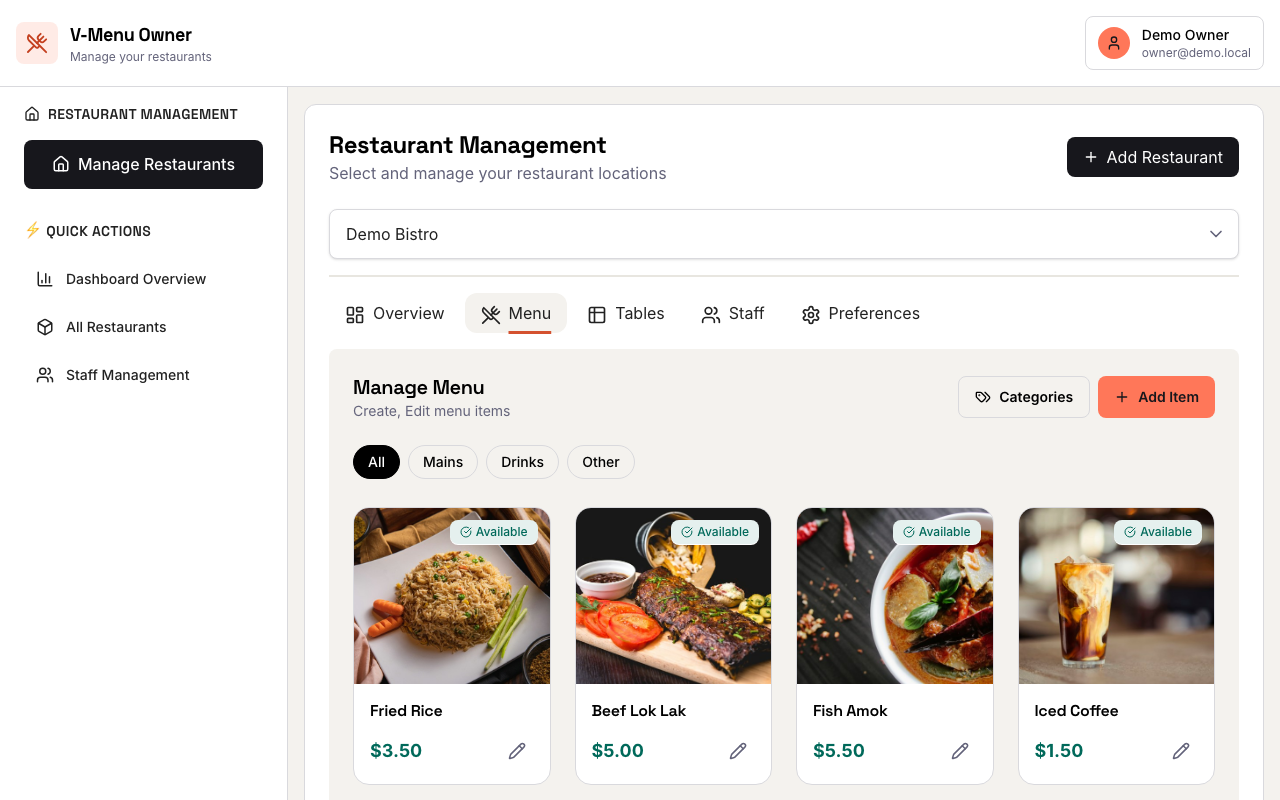 V-Menu Owner
Manage your restaurants
Demo Owner
owner@demo.local
RESTAURANT MANAGEMENT
Manage Restaurants
QUICK ACTIONS
Dashboard Overview
All Restaurants
Staff Management
Restaurant Management
Select and manage your restaurant locations
Add Restaurant
Demo Bistro
Overview
Menu
Tables
Staff
Preferences
Manage Menu
Create, Edit menu items
Categories
Add Item
All
Mains
Drinks
Other
Available
Available
Available
Available
Fried Rice
Beef Lok Lak
Fish Amok
Iced Coffee
$3.50
$5.00
$5.50
$1.50